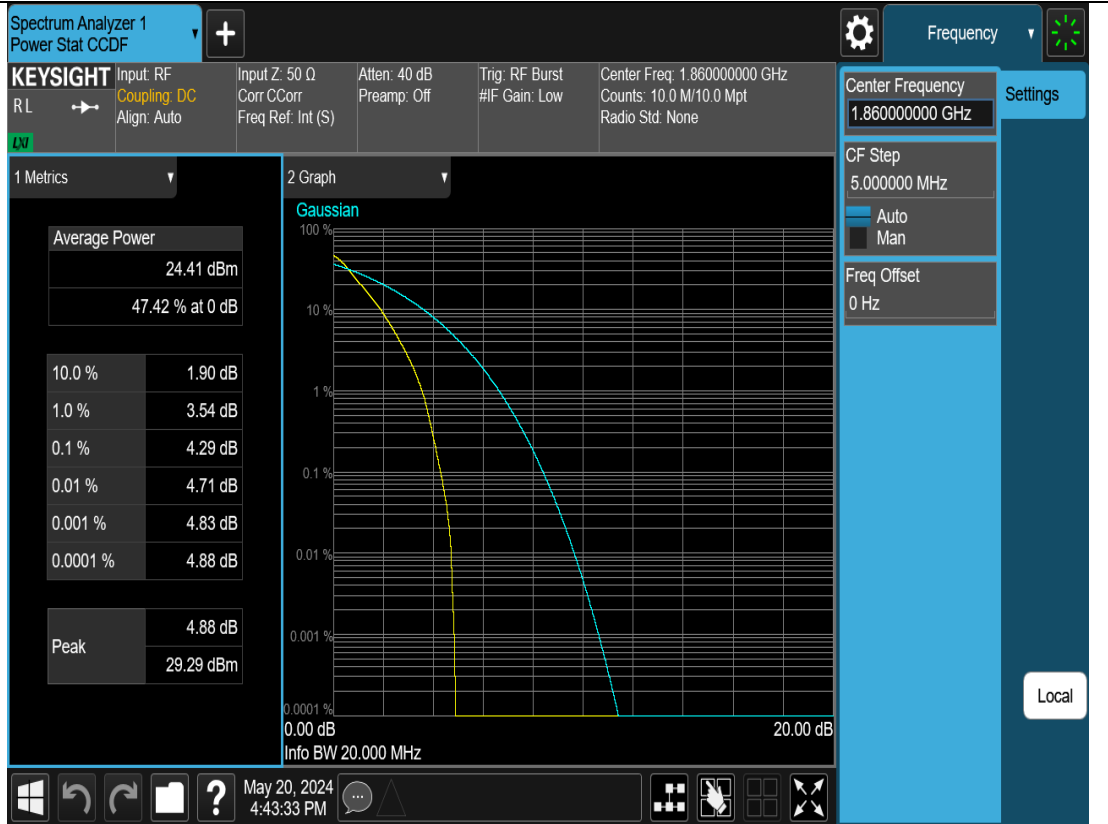 Spectrum Analyzer 1
Power Stat CCDF
+
Frequency
KEYSIGHT
RL
LXI
Input: RF
Coupling: DC
Align: Auto
Input Z: 50 Ω
Corr CCorr
Freq Ref: Int (S)
Atten: 40 dB
Preamp: Off
Trig: RF Burst
#IF Gain: Low
Center Freq: 1.860000000 GHz
Counts: 10.0 M/10.0 Mpt
Radio Std: None
Center Frequency
1.860000000 GHz
Settings
CF Step
5.000000 MHz
Auto
Man
Freq Offset
0 Hz
1 Metrics
Average Power
24.41 dBm
47.42 % at 0 dB
10.0 % 1.90 dB
1.0 % 3.54 dB
0.1 % 4.29 dB
0.01 % 4.71 dB
0.001 % 4.83 dB
0.0001 % 4.88 dB
Peak
4.88 dB
29.29 dBm
2 Graph
Gaussian
100 %
10 %
1 %
0.1 %
0.01 %
0.001 %
0.0001 %
0.00 dB 20.00 dB
Info BW 20.000 MHz
Local
?
May 20, 2024
4:43:33 PM